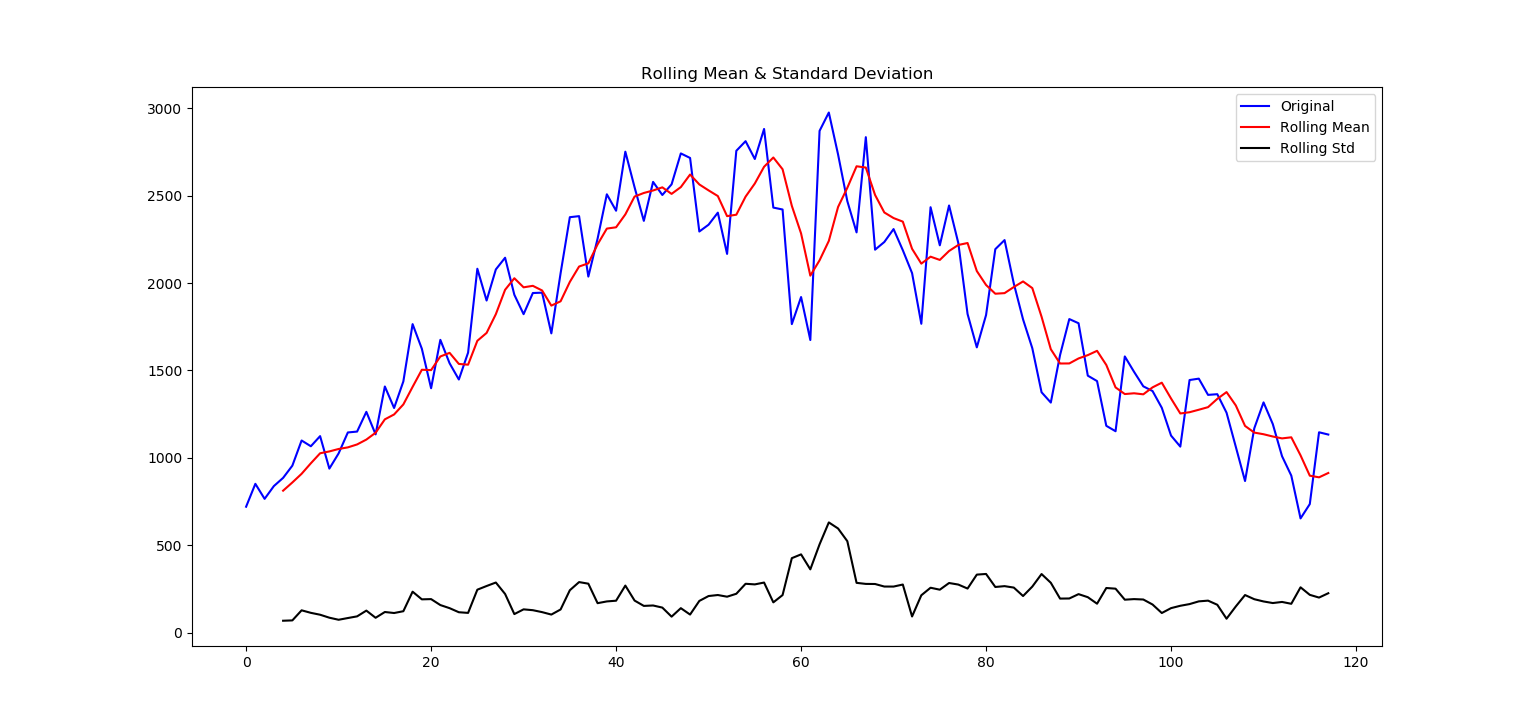 Rolling Mean & Standard Deviation
Original
Rolling Mean
Rolling Std
3000
2500
2000
1500
1000
500
0
0 20 40 60 80 100 120